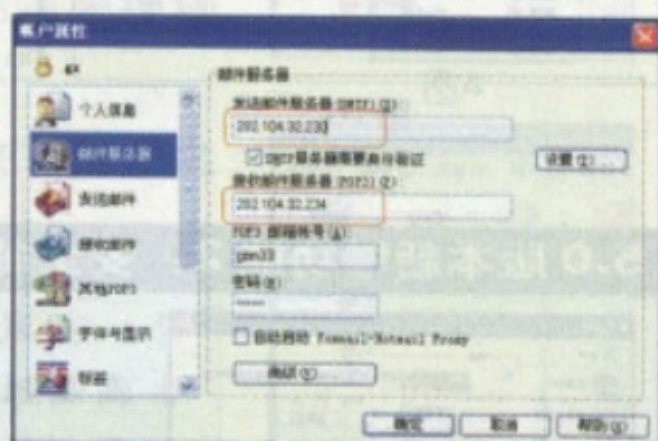 帐户属性
个人信息
邮件服务器
发送邮件
接收邮件
其他POP3
字体与显示
标签
邮件服务器
发送邮件服务器(SMTP)
202.104.32.230
SMTP服务器需要身份验证
设置
接收邮件服务器(POP3)(P):
202.104.32.234
POP3 邮箱帐号(A)
密码
自动启动 Foxmail-Hotmail Proxy
高级
确定
取消
帮助
5.0版本